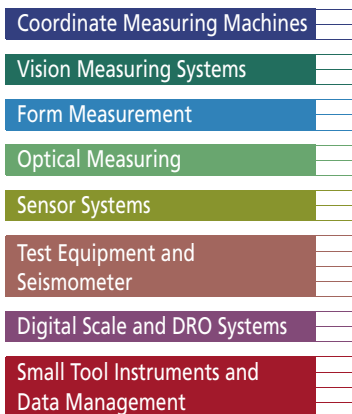 Coordinate Measuring Machines
Vision Measuring Systems
Form Measurement
Optical Measuring
Sensor Systems
Test Equipment and
Seismometer
Digital Scale and DRO Systems
Small Tool Instruments and
Data Management